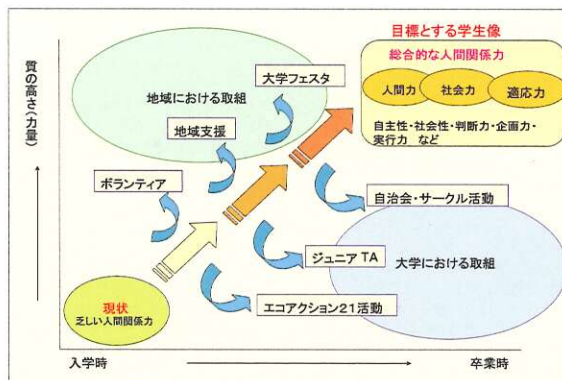 目標とする学生像
総合的な人間関係力
人間力
社会力
適応力
自主性・社会性・判断力・企画力・
実行力 など
質の高さ(力量)
地域における取組
大学フェスタ
地域支援
ボランティア
自治会・サークル活動
ジュニア TA
大学における取組
エコアクション21活動
現状
乏しい人間関係力
入学時
卒業時